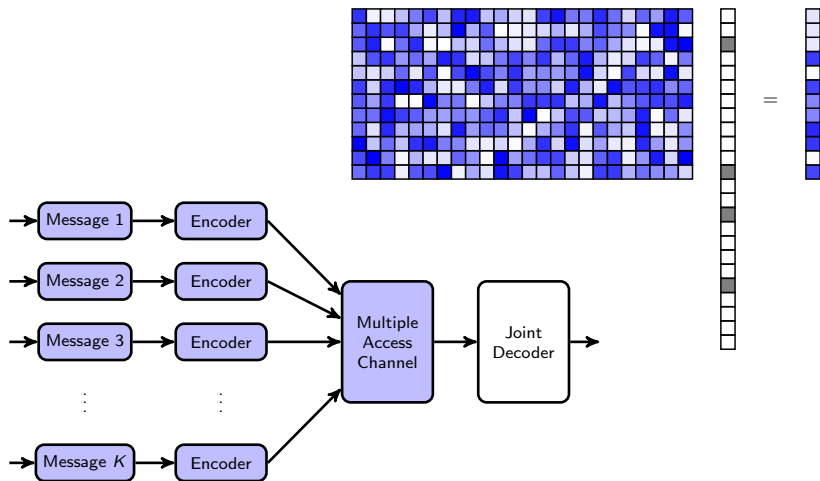 =
Message 1
Encoder
Message 2
Encoder
Message 3
Encoder
Multiple
Access
Channel
Joint
Decoder
⋮
⋮
Message K
Encoder